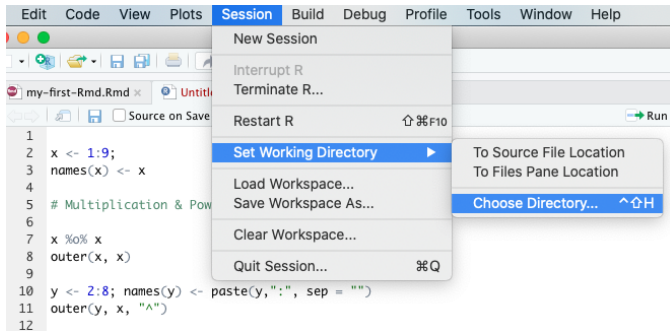 Edit Code View Plots Session Build Debug Profile Tools Window Help
New Session
Interrupt R
Terminate R...
Restart R ⇧⌘F10
Set Working Directory ▶
To Source File Location
To Files Pane Location
Choose Directory... ^⇧H
Load Workspace...
Save Workspace As...
Clear Workspace...
Quit Session... ⌘Q
my-first-Rmd.Rmd ×
Source on Save
Run
1
2 x <- 1:9;
3 names(x) <- x
4
5 # Multiplication &
6
7 x %o% x
8 outer(x, x)
9
10 y <- 2:8; names(y) <- paste(y,":", sep = "")
11 outer(y, x, "^")
12